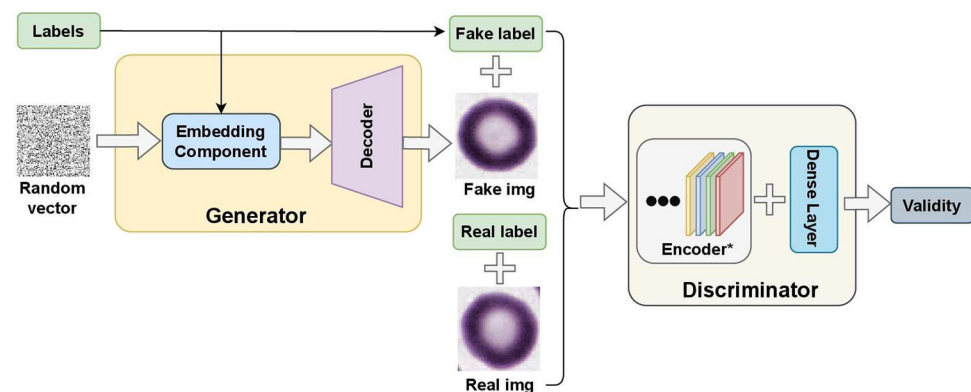 Labels
Fake label
Embedding
Component
Decoder
Random
vector
Generator
Fake img
Real label
Real img
Encoder*
Dense Layer
Discriminator
Validity